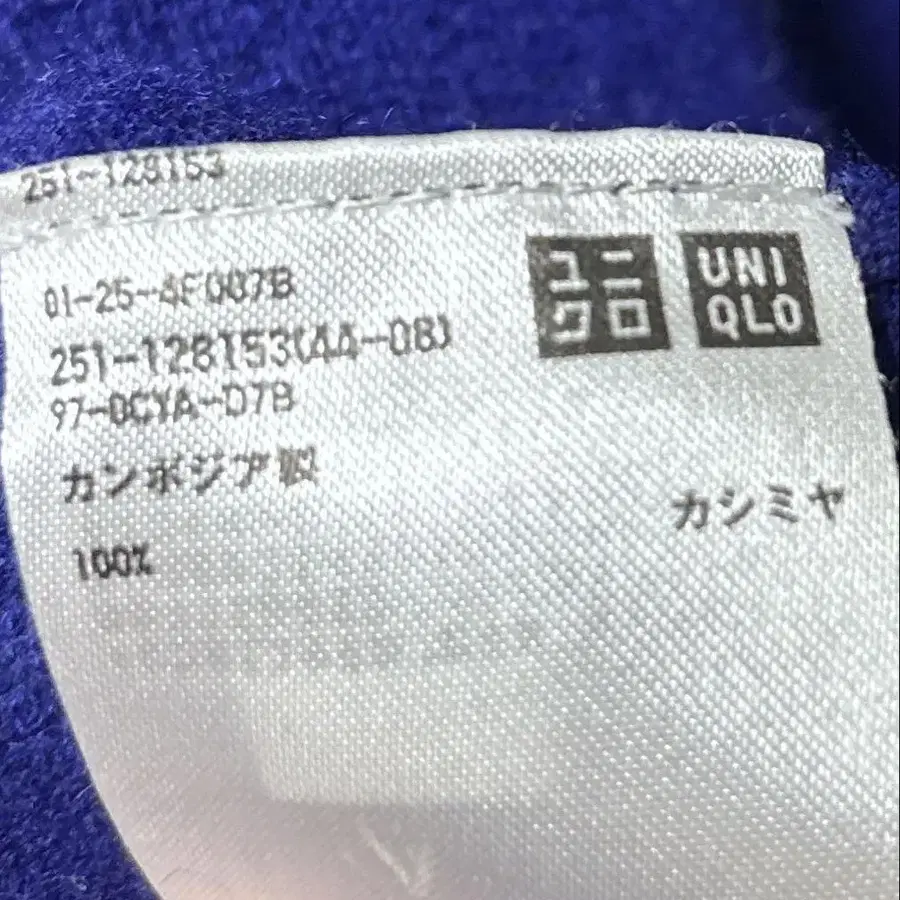 251-128153
ユニクロ
UNIQLO
01-25-4F007B
251-128153(44-08)
97-0CYA-D7B
カンボジア製
カシミヤ
100%